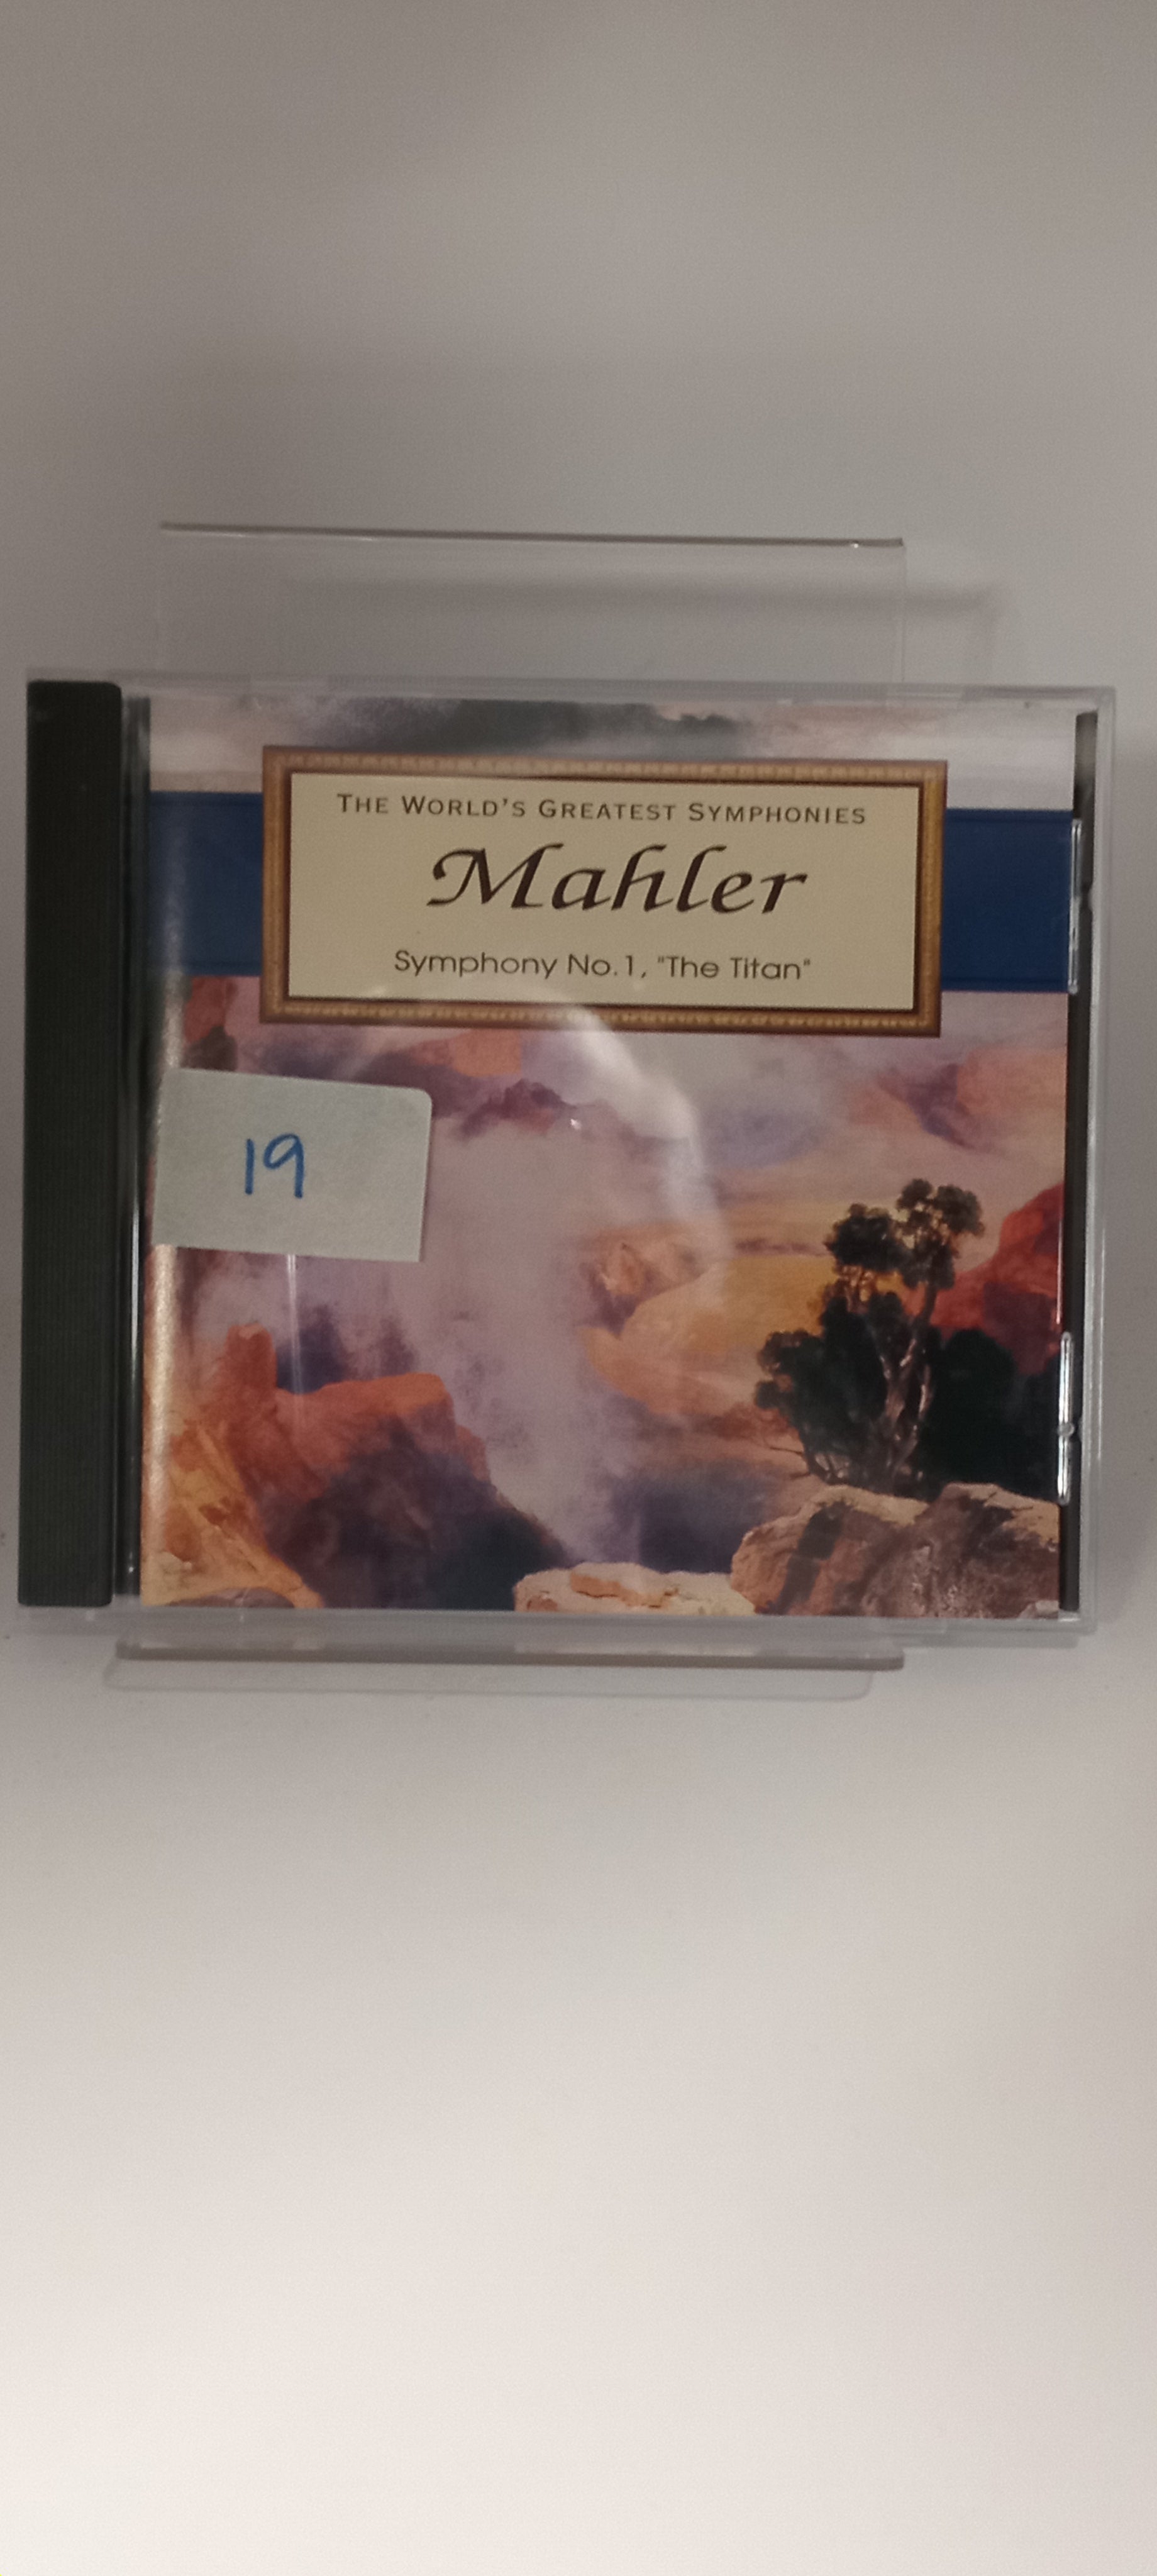 THE WORLD'S GREATEST SYMPHONIES
Mahler
Symphony No.1, "The Titan"
19